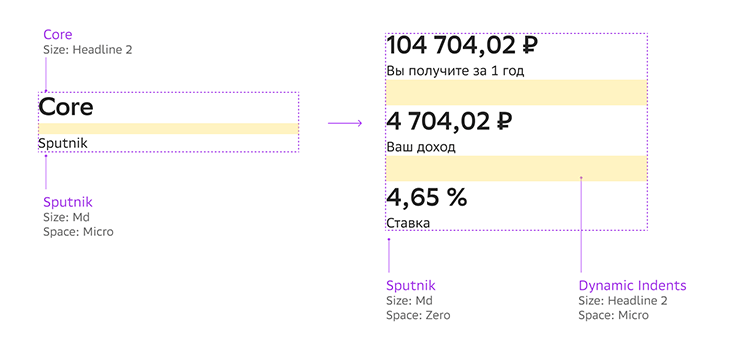 Core
Size: Headline 2
Core
Sputnik
Sputnik
Size: Md
Space: Micro
104 704,02 ₽
Вы получите за 1 год
4 704,02 ₽
Ваш доход
4,65 %
Ставка
Sputnik
Size: Md
Space: Zero
Dynamic Indents
Size: Headline 2
Space: Micro